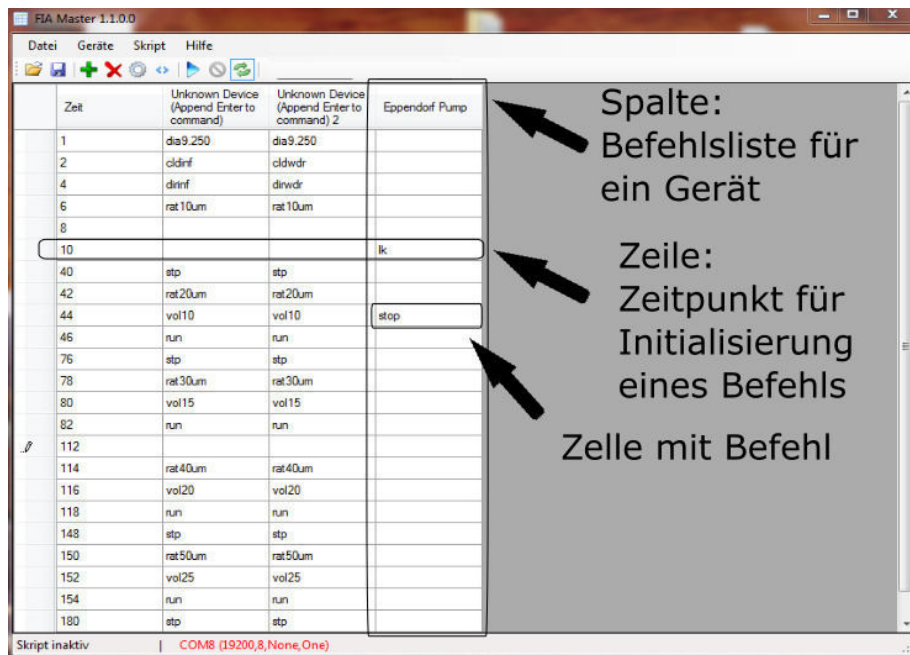 FIA Master 1.1.0.0
Datei Geräte Skript Hilfe
Zeit
Unknown Device
(Append Enter to
command)
Unknown Device
(Append Enter to
command) 2
Eppendorf Pump
1 dia9.250 dia9.250
2 cldinf cldwdr
4 dirinf dirwdr
6 rat10um rat10um
8
10 lk
40 stp stp
42 rat20um rat20um
44 vol10 vol10 stop
46 run run
76 stp stp
78 rat30um rat30um
80 vol15 vol15
82 run run
112
114 rat40um rat40um
116 vol20 vol20
118 run run
148 stp stp
150 rat50um rat50um
152 vol25 vol25
154 run run
180 stp stp
Spalte:
Befehlsliste für
ein Gerät
Zeile:
Zeitpunkt für
Initialisierung
eines Befehls
Zelle mit Befehl
Skript inaktiv | COM8 (19200,8,None,One)